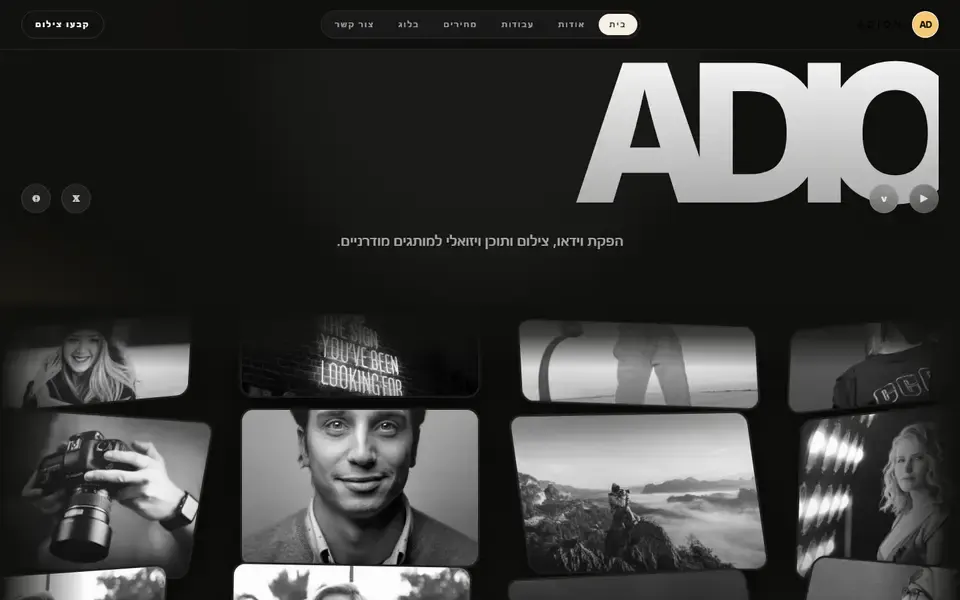 AD
בית
אודות
עבודות
מחירים
בלוג
צור קשר
קבעו צילום
ADIO
הפקת וידאו, צילום ותוכן ויזואלי למותגים מודרניים.
THE SIGN
YOU'VE BEEN
LOOKING FOR